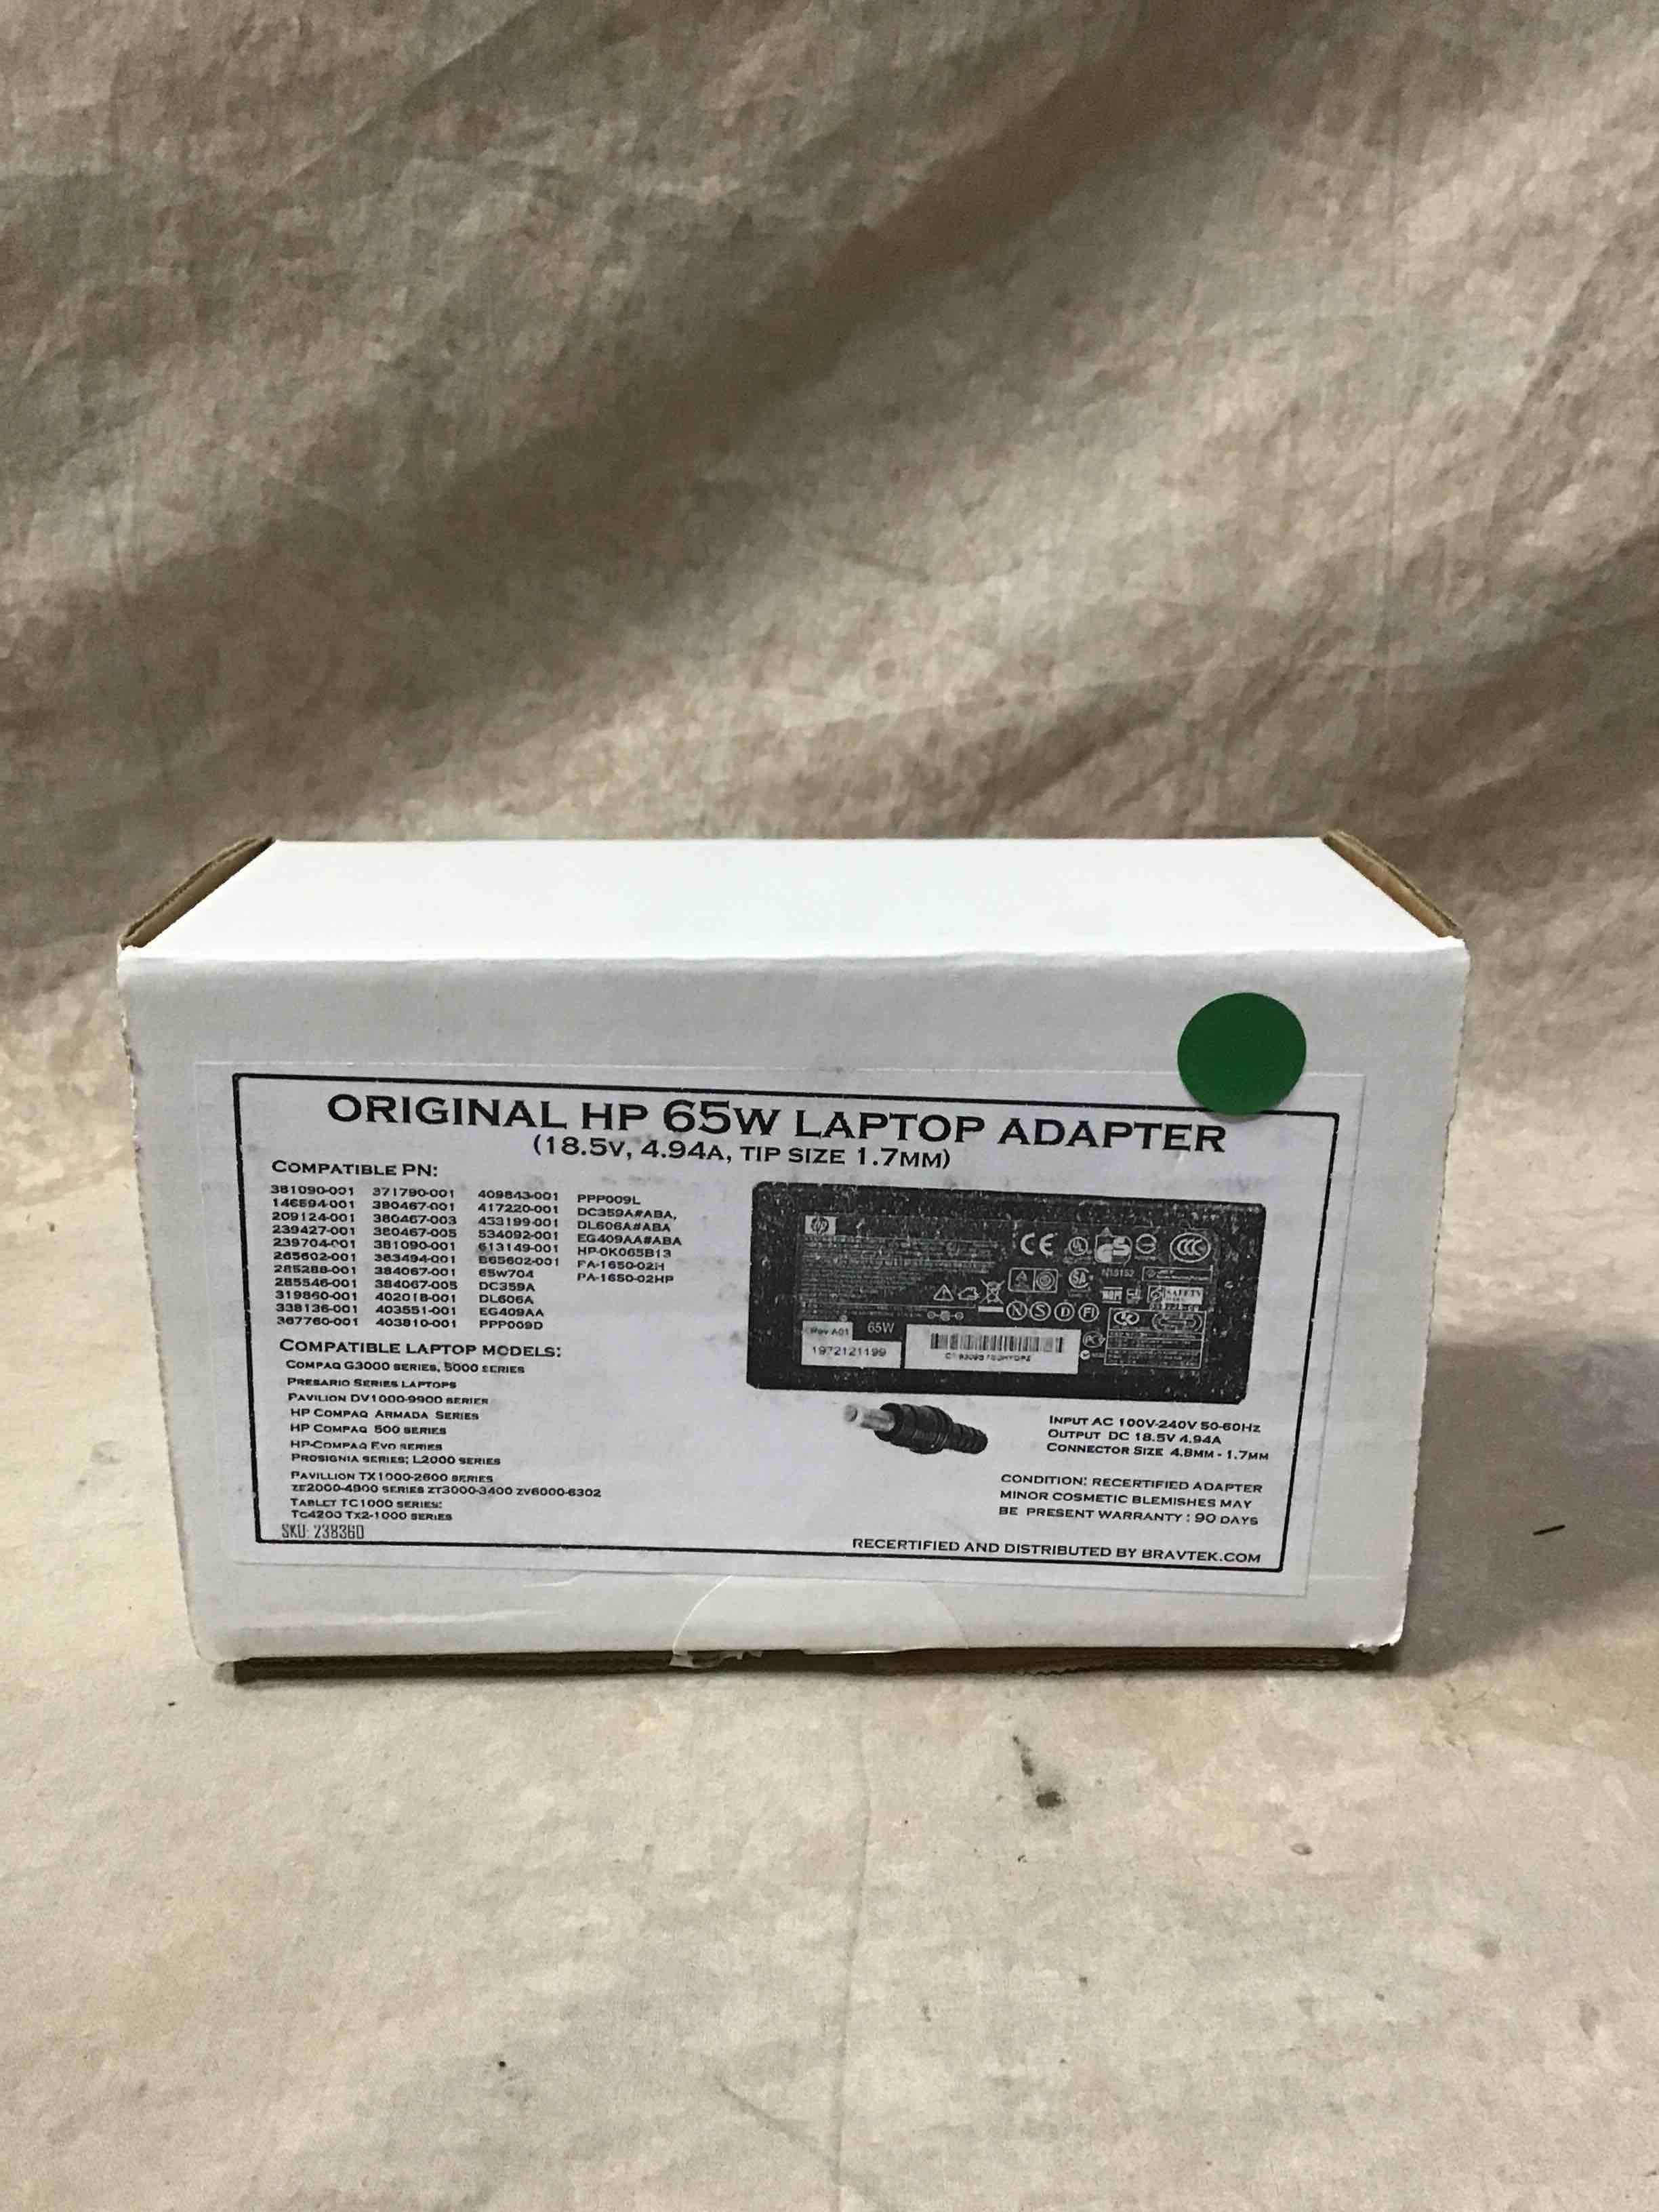 ORIGINAL HP 65W LAPTOP ADAPTER
(18.5V, 4.94A, TIP SIZE 1.7MM)
COMPATIBLE PN:
381090-001 371790-001 409843-001 PPP009L
146594-001 380467-001 417220-001 DC359A#ABA,
209124-001 380467-003 453199-001 DL606A#ABA
239427-001 380467-005 534092-001 EG409AA#ABA
239704-001 381090-001 613149-001 HP-OK065B13
265602-001 383494-001 B65602-001 PA-1650-02H
285288-001 384067-001 65W704 PA-1650-02HP
285546-001 384067-005 DC359A
319860-001 402018-001 DL606A
338136-001 403551-001 EG409AA
367760-001 403810-001 PPP009D
COMPATIBLE LAPTOP MODELS:
COMPAQ G3000 SERIES, 5000 SERIES
PRESARIO SERIES LAPTOPS
PAVILION DV1000-9900 SERIES
HP COMPAQ ARMADA SERIES
HP COMPAQ 500 SERIES
HP-COMPAQ EVO SERIES
PROSIGNIA SERIES; L2000 SERIES
PAVILLION TX1000-2600 SERIES
ZE2000-4900 SERIES ZT3000-3400 ZV6000-6302
TABLET TC1000 SERIES:
TC4200 TX2-1000 SERIES
SKU: 238360
hp
CE
N15152
SAFETY
N S D FI
Rev A01 65W
1972121199
INPUT AC 100V-240V 50-60HZ
OUTPUT DC 18.5V 4.94A
CONNECTOR SIZE 4.8MM - 1.7MM
CONDITION: RECERTIFIED ADAPTER
MINOR COSMETIC BLEMISHES MAY
BE PRESENT WARRANTY : 90 DAYS
RECERTIFIED AND DISTRIBUTED BY BRAVTEK.COM